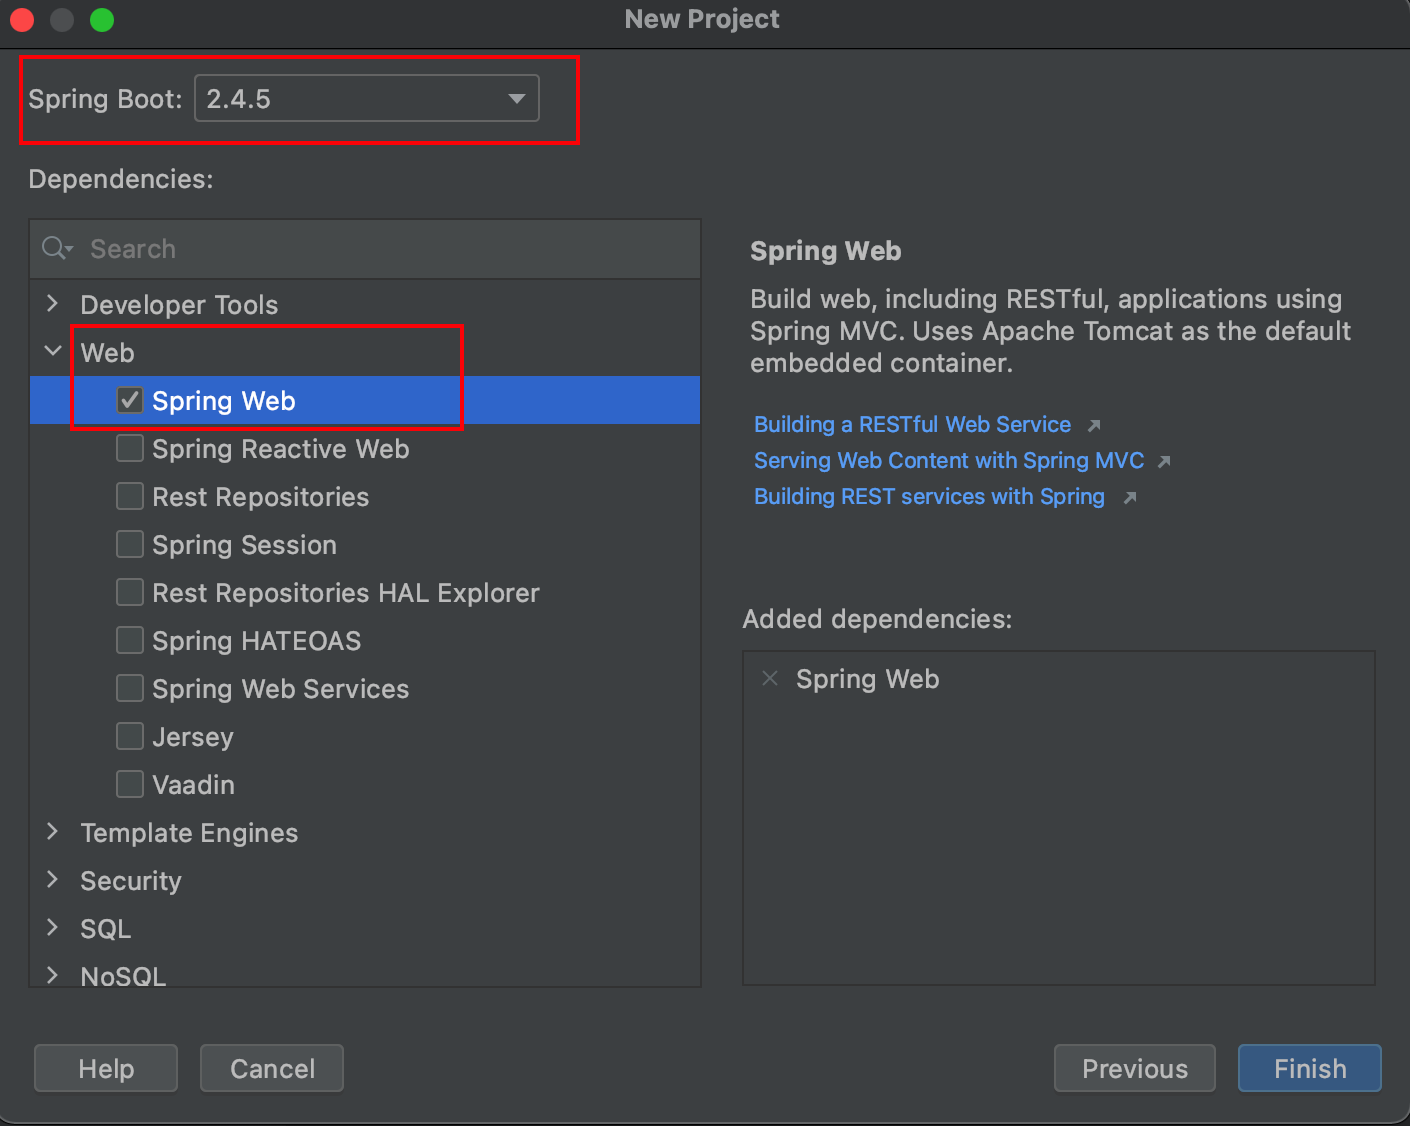 New Project
Spring Boot:
2.4.5
Dependencies:
Search
Developer Tools
Web
Spring Web
Spring Reactive Web
Rest Repositories
Spring Session
Rest Repositories HAL Explorer
Spring HATEOAS
Spring Web Services
Jersey
Vaadin
Template Engines
Security
SQL
NoSQL
Spring Web
Build web, including RESTful, applications using
Spring MVC. Uses Apache Tomcat as the default
embedded container.
Building a RESTful Web Service
Serving Web Content with Spring MVC
Building REST services with Spring
Added dependencies:
Spring Web
Help
Cancel
Previous
Finish